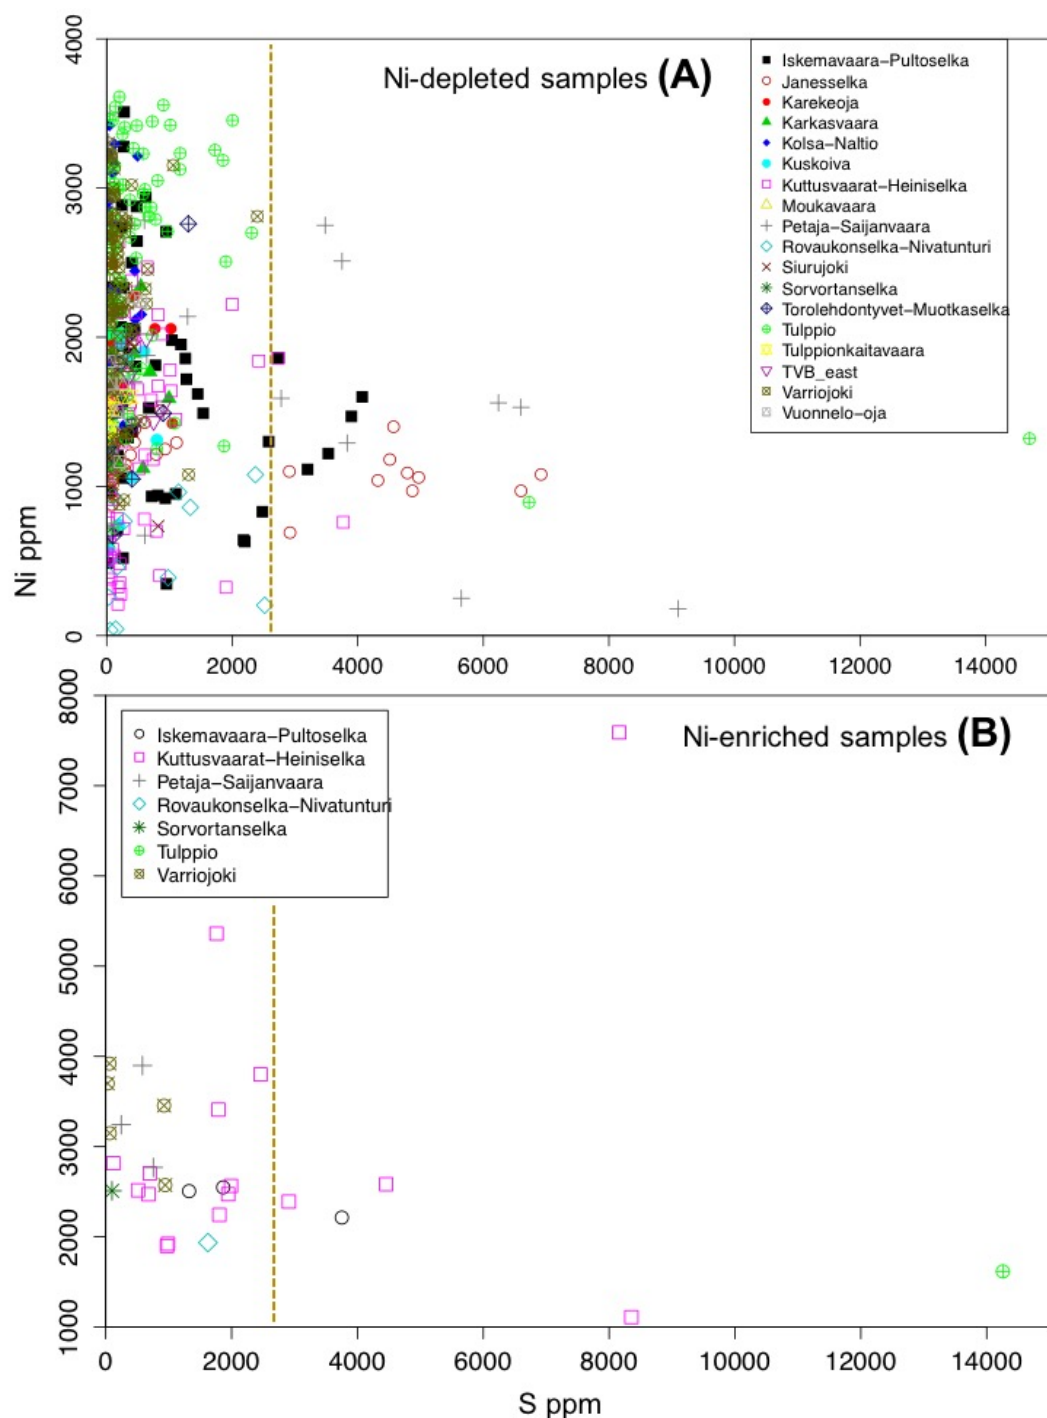 Ni-depleted samples (A)
Iskemavaara-Pultoselka
Janesselka
Karekeoja
Karkasvaara
Kolsa-Naltio
Kuskoiva
Kuttusvaarat-Heiniselka
Moukavaara
Petaja-Saijanvaara
Rovaukonselka-Nivatunturi
Siurujoki
Sorvortanselka
Torolehdontyvet-Muotkaselka
Tulppio
Tulppionkaitavaara
TVB_east
Varriojoki
Vuonnelo-oja
4000
3000
2000
1000
0
Ni ppm
0 2000 4000 6000 8000 10000 12000 14000
Ni-enriched samples (B)
Iskemavaara-Pultoselka
Kuttusvaarat-Heiniselka
Petaja-Saijanvaara
Rovaukonselka-Nivatunturi
Sorvortanselka
Tulppio
Varriojoki
8000
7000
6000
5000
4000
3000
2000
1000
0 2000 4000 6000 8000 10000 12000 14000
S ppm